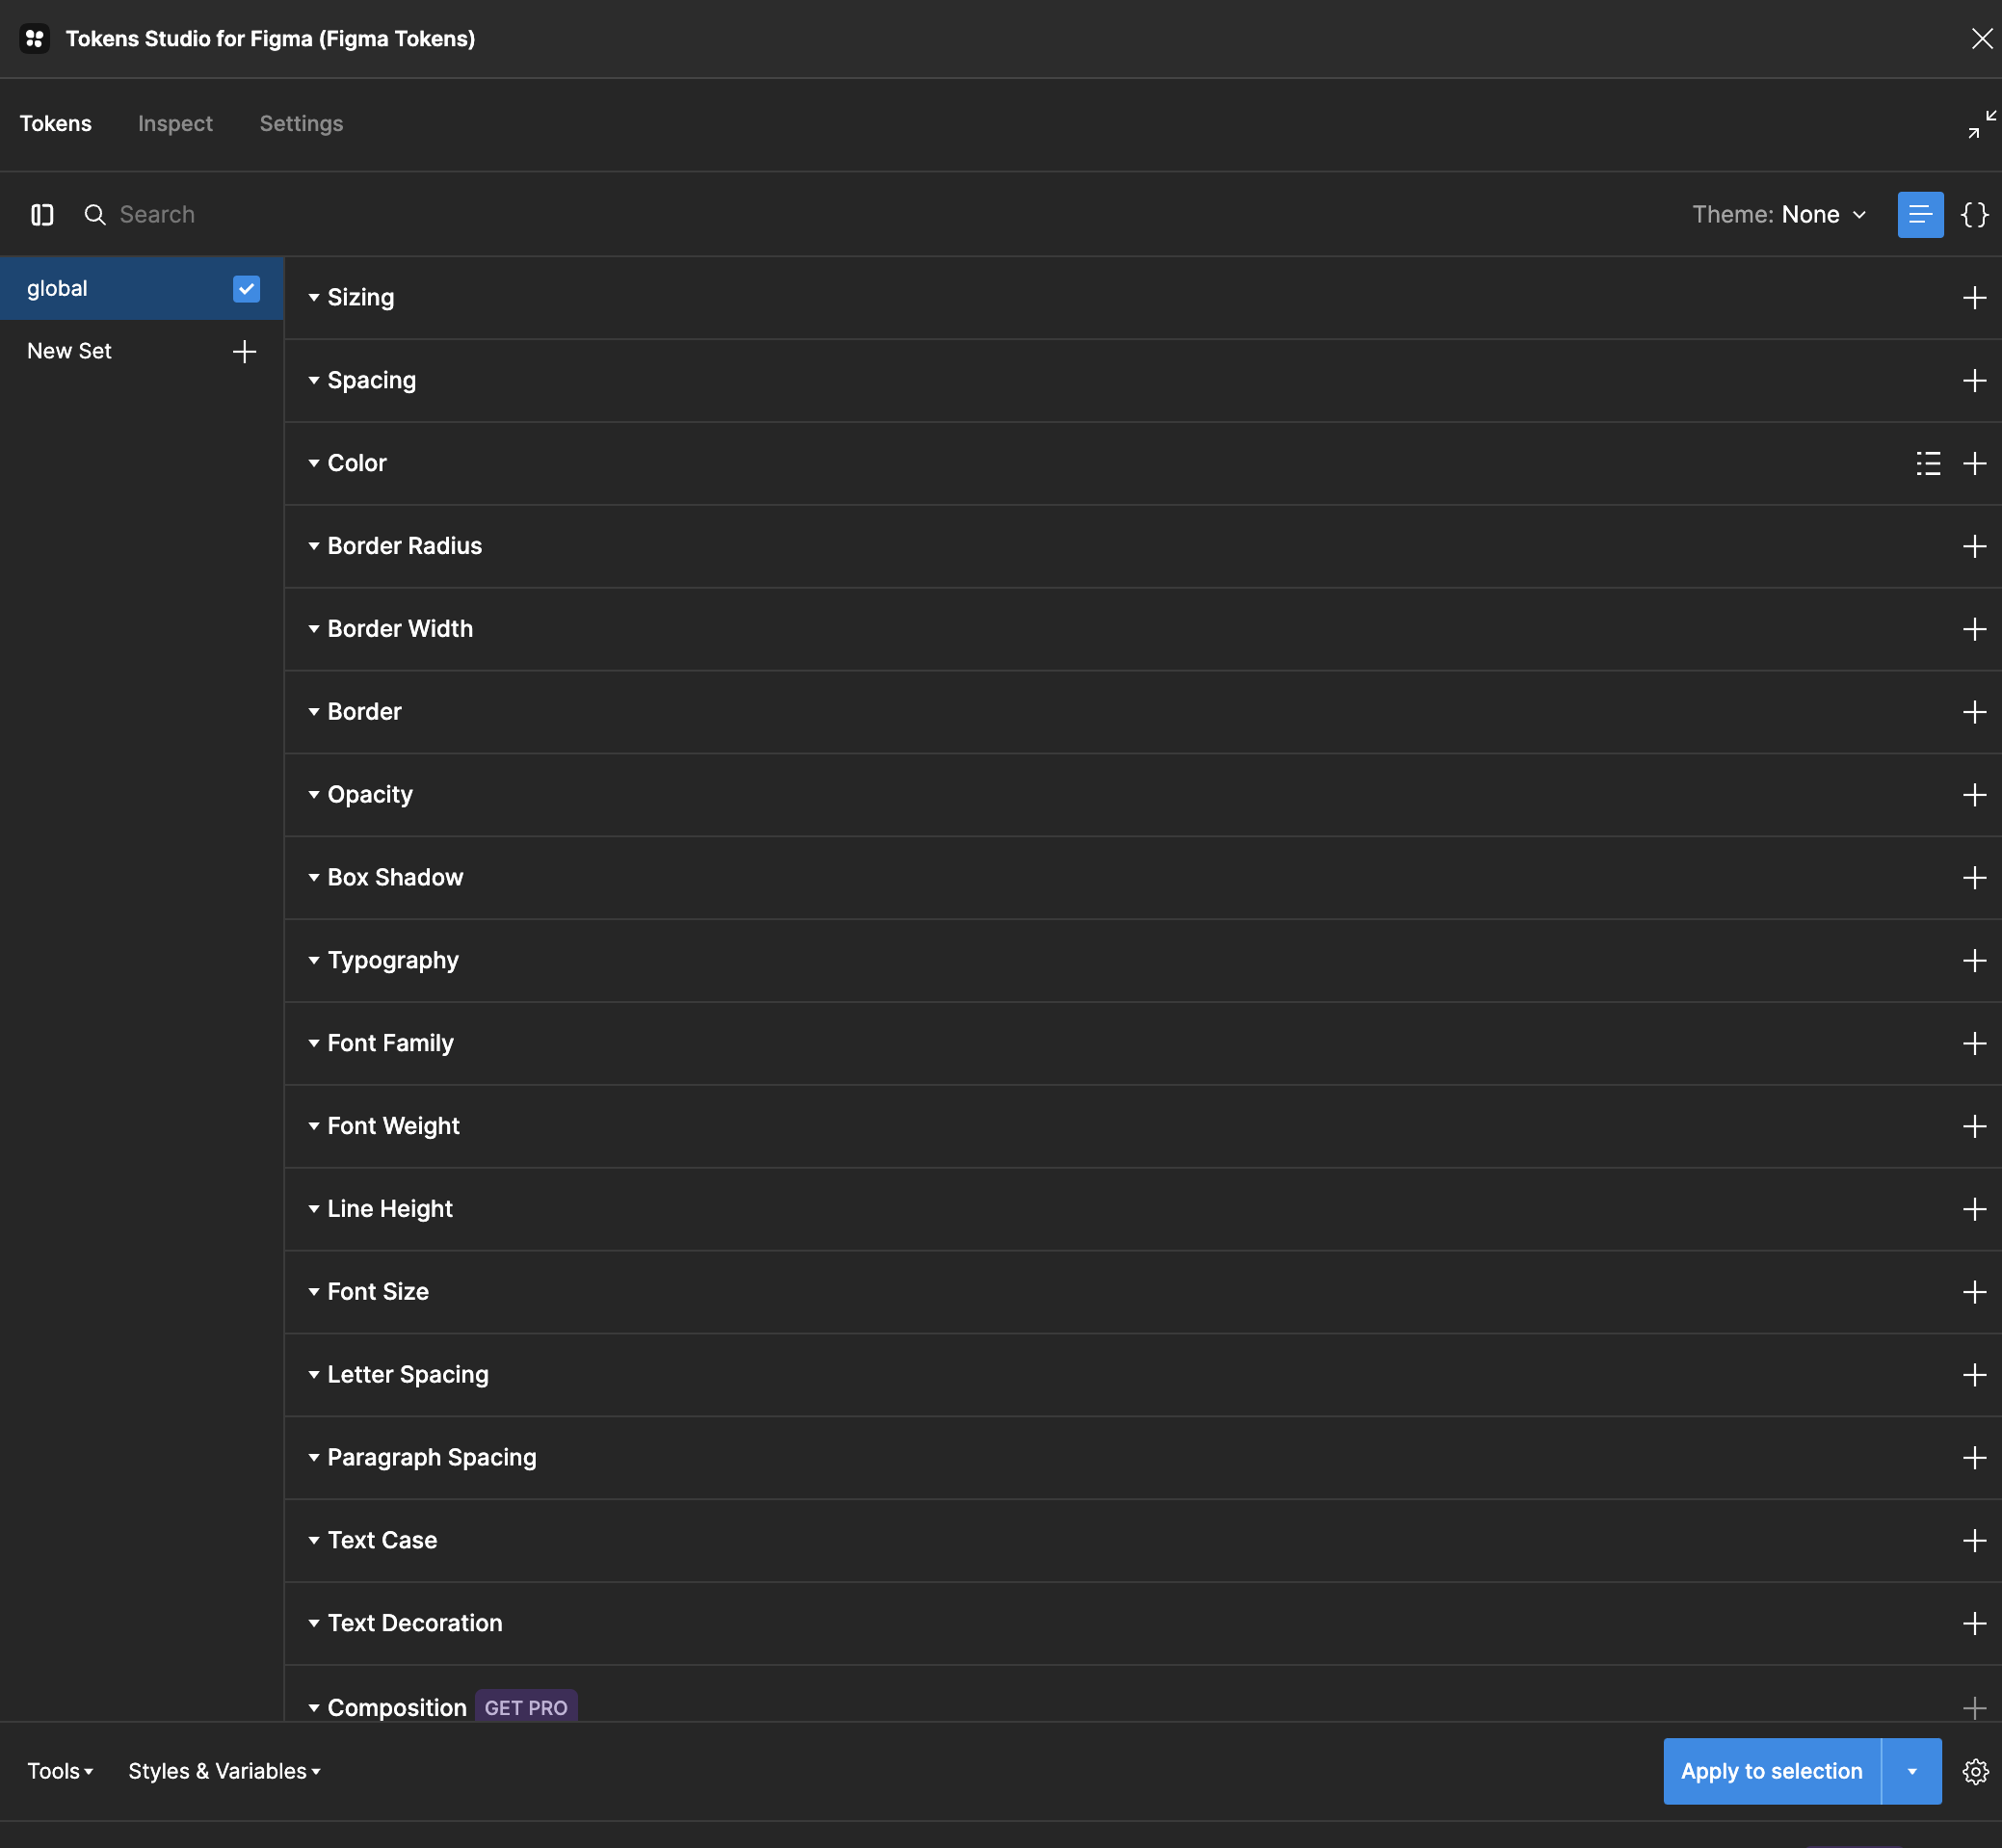 Tokens Studio for Figma (Figma Tokens)
Tokens Inspect Settings
Search Theme: None
global
New Set
Sizing
Spacing
Color
Border Radius
Border Width
Border
Opacity
Box Shadow
Typography
Font Family
Font Weight
Line Height
Font Size
Letter Spacing
Paragraph Spacing
Text Case
Text Decoration
Composition GET PRO
Tools Styles & Variables Apply to selection